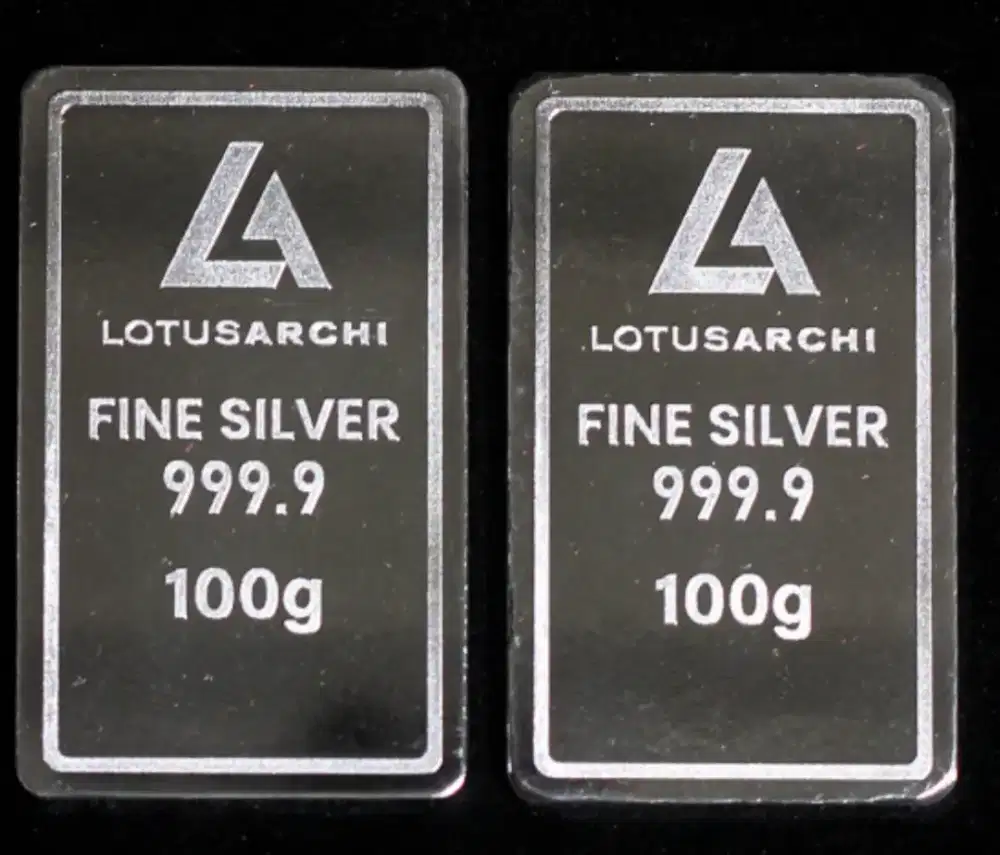 LOTUSARCHI
FINE SILVER
999.9
100g
LOTUSARCHI
FINE SILVER
999.9
100g